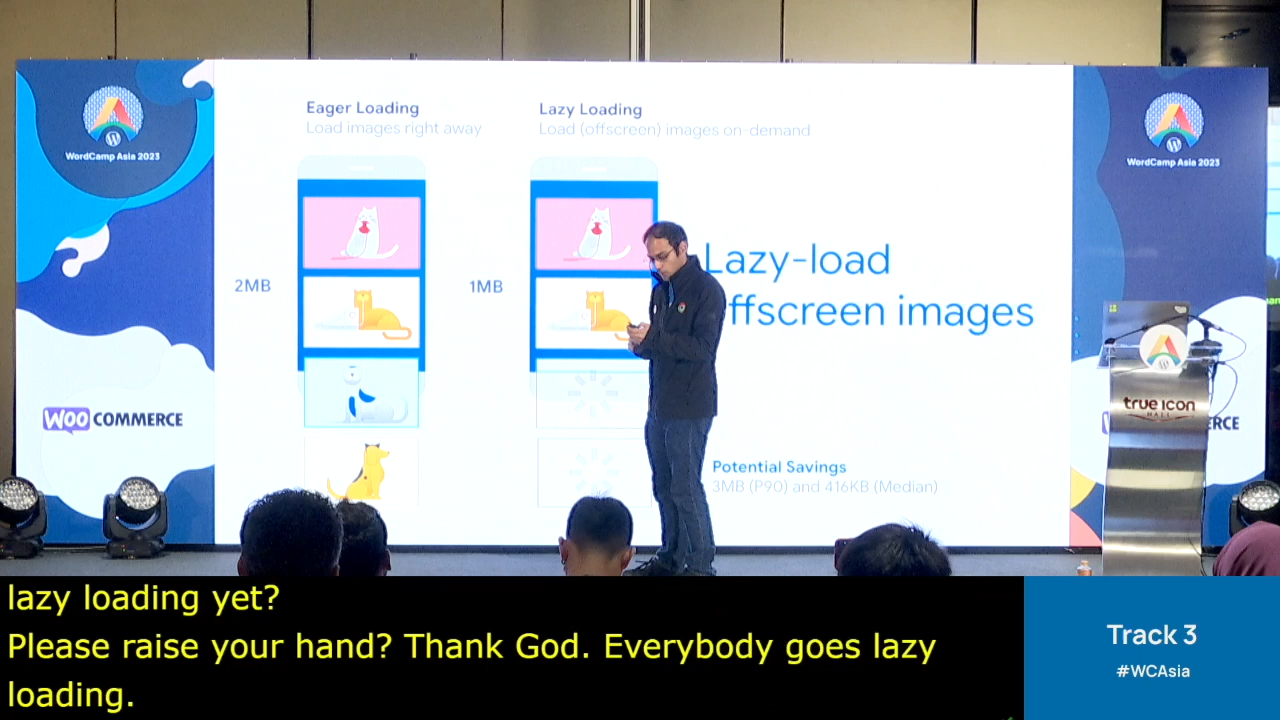 WordCamp Asia 2023
WOO COMMERCE
Eager Loading
Load images right away
2MB
Lazy Loading
Load (offscreen) images on-demand
1MB
Lazy-load
offscreen images
Potential Savings
3MB (P90) and 416KB (Median)
WordCamp Asia 2023
true icon
HALL
lazy loading yet?
Please raise your hand? Thank God. Everybody goes lazy
loading.
Track 3
#WCAsia